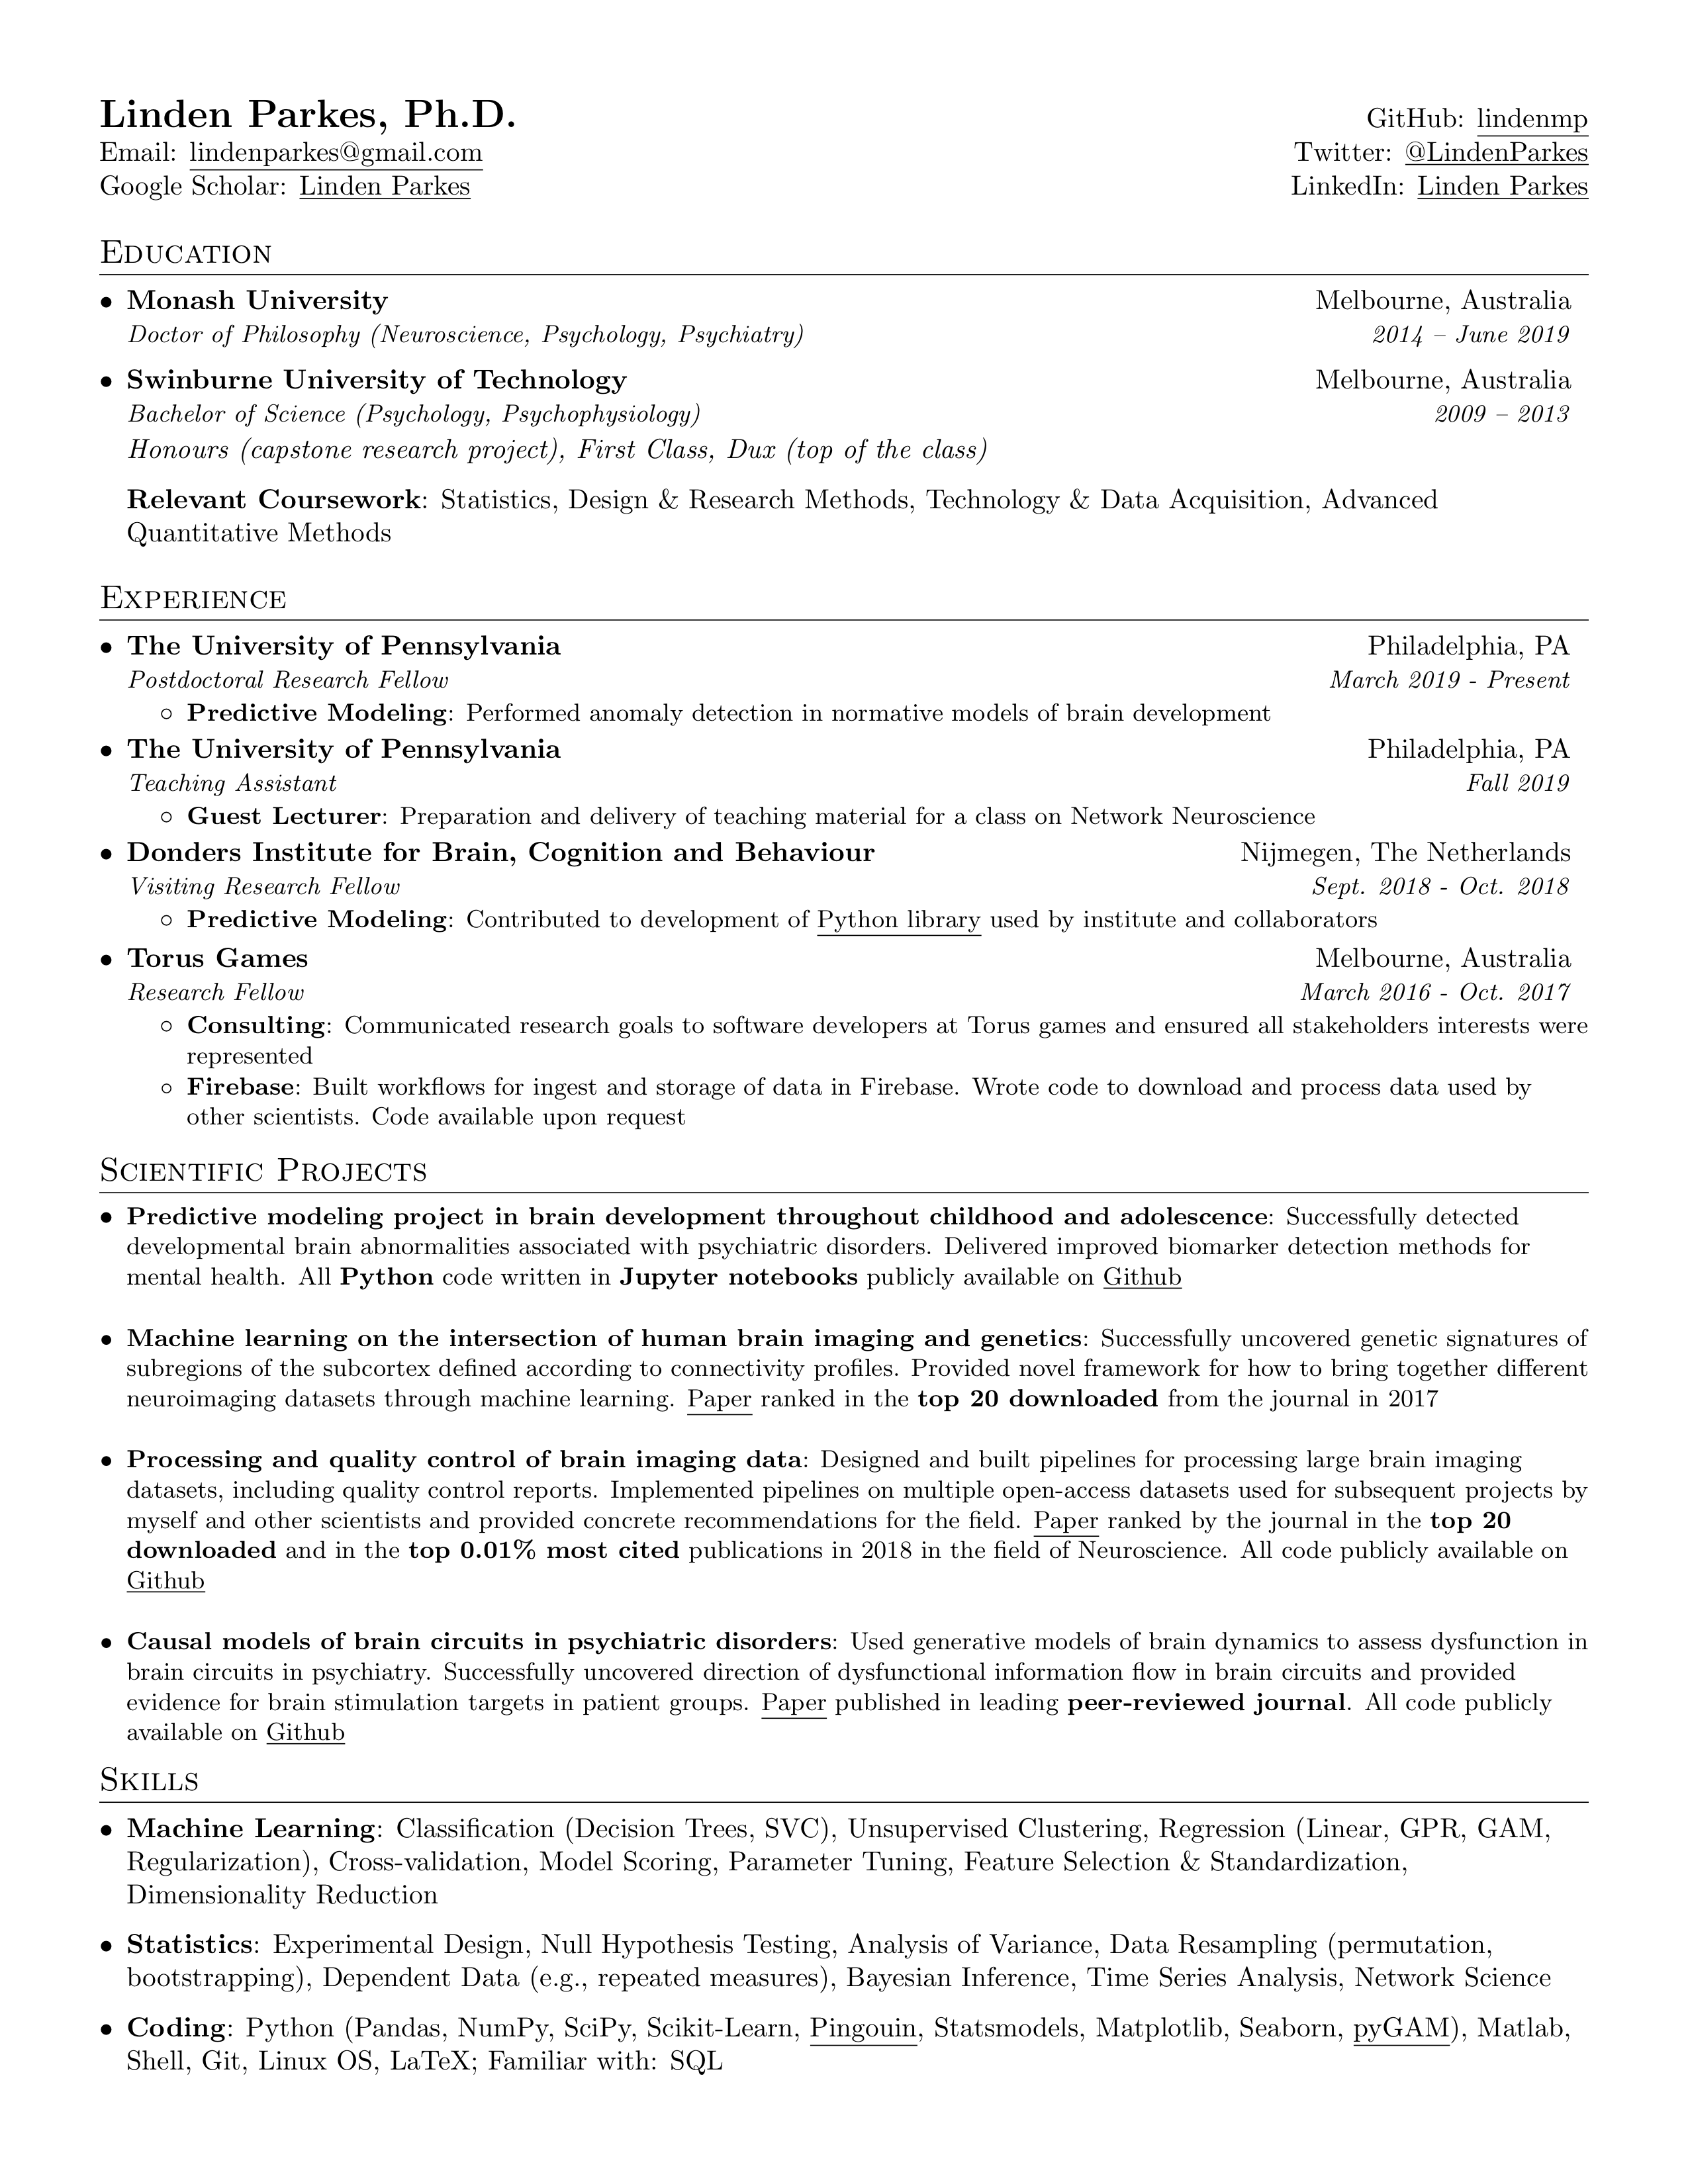 Linden Parkes, Ph.D.
GitHub: lindenmp
Email: lindenparkes@gmail.com
Twitter: @LindenParkes
Google Scholar: Linden Parkes
LinkedIn: Linden Parkes
Education
• Monash University
Melbourne, Australia
Doctor of Philosophy (Neuroscience, Psychology, Psychiatry)
2014 – June 2019
• Swinburne University of Technology
Melbourne, Australia
Bachelor of Science (Psychology, Psychophysiology)
2009 – 2013
Honours (capstone research project), First Class, Dux (top of the class)
Relevant Coursework: Statistics, Design & Research Methods, Technology & Data Acquisition, Advanced
Quantitative Methods
Experience
• The University of Pennsylvania
Philadelphia, PA
Postdoctoral Research Fellow
March 2019 - Present
◦ Predictive Modeling: Performed anomaly detection in normative models of brain development
• The University of Pennsylvania
Philadelphia, PA
Teaching Assistant
Fall 2019
◦ Guest Lecturer: Preparation and delivery of teaching material for a class on Network Neuroscience
• Donders Institute for Brain, Cognition and Behaviour
Nijmegen, The Netherlands
Visiting Research Fellow
Sept. 2018 - Oct. 2018
◦ Predictive Modeling: Contributed to development of Python library used by institute and collaborators
• Torus Games
Melbourne, Australia
Research Fellow
March 2016 - Oct. 2017
◦ Consulting: Communicated research goals to software developers at Torus games and ensured all stakeholders interests were
represented
◦ Firebase: Built workflows for ingest and storage of data in Firebase. Wrote code to download and process data used by
other scientists. Code available upon request
Scientific Projects
• Predictive modeling project in brain development throughout childhood and adolescence: Successfully detected
developmental brain abnormalities associated with psychiatric disorders. Delivered improved biomarker detection methods for
mental health. All Python code written in Jupyter notebooks publicly available on Github
• Machine learning on the intersection of human brain imaging and genetics: Successfully uncovered genetic signatures of
subregions of the subcortex defined according to connectivity profiles. Provided novel framework for how to bring together different
neuroimaging datasets through machine learning. Paper ranked in the top 20 downloaded from the journal in 2017
• Processing and quality control of brain imaging data: Designed and built pipelines for processing large brain imaging
datasets, including quality control reports. Implemented pipelines on multiple open-access datasets used for subsequent projects by
myself and other scientists and provided concrete recommendations for the field. Paper ranked by the journal in the top 20
downloaded and in the top 0.01% most cited publications in 2018 in the field of Neuroscience. All code publicly available on
Github
• Causal models of brain circuits in psychiatric disorders: Used generative models of brain dynamics to assess dysfunction in
brain circuits in psychiatry. Successfully uncovered direction of dysfunctional information flow in brain circuits and provided
evidence for brain stimulation targets in patient groups. Paper published in leading peer-reviewed journal. All code publicly
available on Github
Skills
• Machine Learning: Classification (Decision Trees, SVC), Unsupervised Clustering, Regression (Linear, GPR, GAM,
Regularization), Cross-validation, Model Scoring, Parameter Tuning, Feature Selection & Standardization,
Dimensionality Reduction
• Statistics: Experimental Design, Null Hypothesis Testing, Analysis of Variance, Data Resampling (permutation,
bootstrapping), Dependent Data (e.g., repeated measures), Bayesian Inference, Time Series Analysis, Network Science
• Coding: Python (Pandas, NumPy, SciPy, Scikit-Learn, Pingouin, Statsmodels, Matplotlib, Seaborn, pyGAM), Matlab,
Shell, Git, Linux OS, LaTeX; Familiar with: SQL